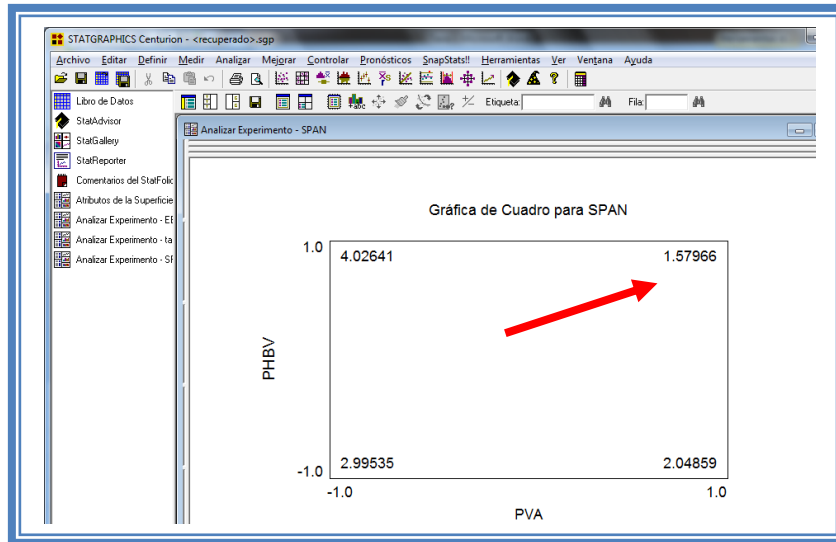 STATGRAPHICS Centurion - <recuperado>.sgp
Archivo Editar Definir Medir Analizar Mejorar Controlar Pronósticos SnapStats!! Herramientas Ver Ventana Ayuda
Libro de Datos
Etiqueta: Fila:
StatAdvisor
Analizar Experimento - SPAN
StatGallery
StatReporter
Comentarios del StatFolio
Atributos de la Superficie
Analizar Experimento - EE
Analizar Experimento - ta
Analizar Experimento - SF
Gráfica de Cuadro para SPAN
1.0
4.02641 1.57966
PHBV
2.99535 2.04859
-1.0
-1.0 1.0
PVA